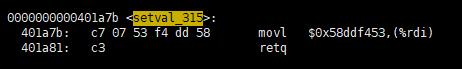 0000000000401a7b <setval_315>:
401a7b: c7 07 53 f4 dd 58 movl $0x58ddf453,(%rdi)
401a81: c3 retq